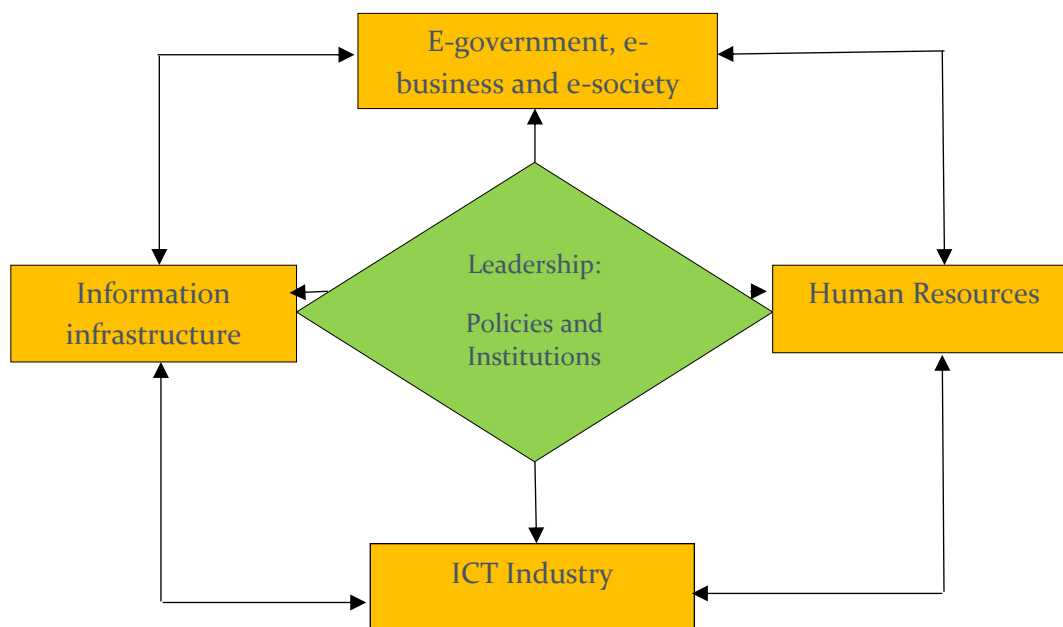 E-government, e-
business and e-society
Leadership:
Information
infrastructure
Human Resources
Policies and
Institutions
ICT Industry